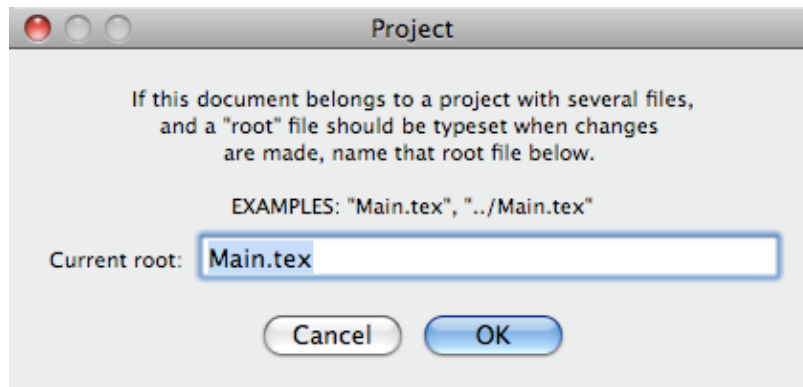 Project
If this document belongs to a project with several files,
and a "root" file should be typeset when changes
are made, name that root file below.
EXAMPLES: "Main.tex", "../Main.tex"
Current root: Main.tex
Cancel OK